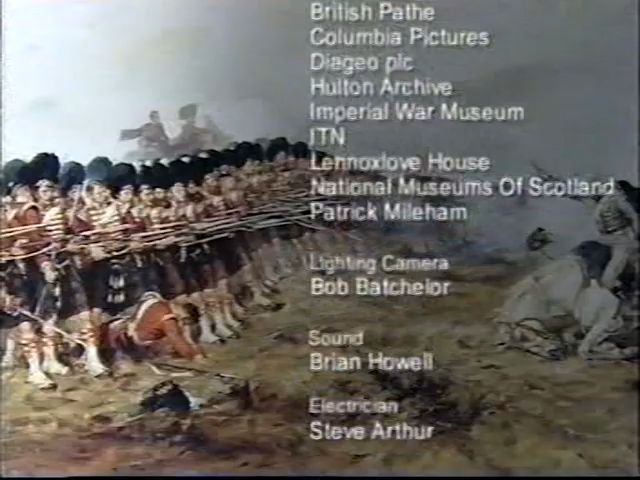 British Pathe
Columbia Pictures
Diageo plc
Hulton Archive
Imperial War Museum
ITN
Lennoxlove House
National Museums Of Scotland
Patrick Mileham
Lighting Camera
Bob Batchelor
Sound
Brian Howell
Electrician
Steve Arthur